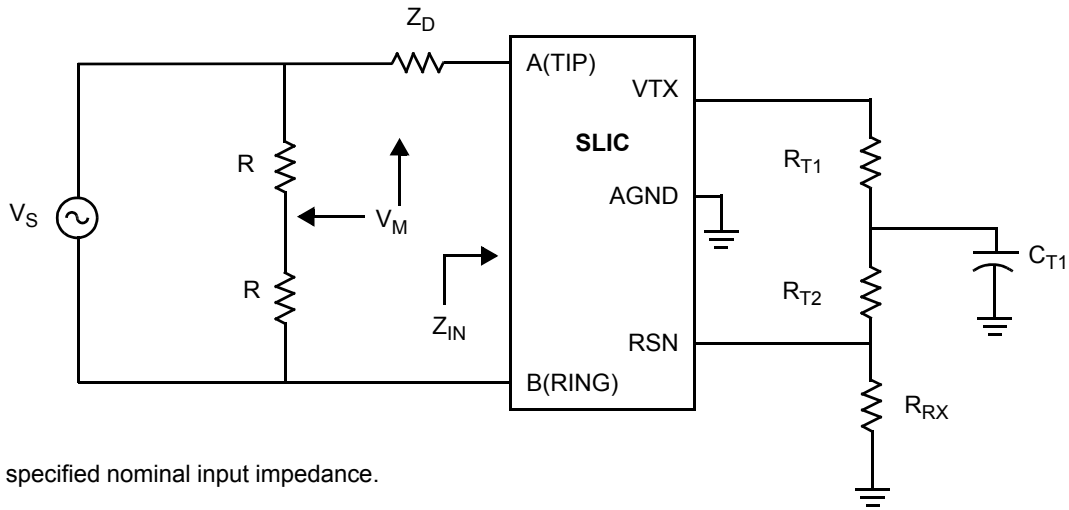 Z_D
A(TIP)
VTX
SLIC
R
R_T1
AGND
V_S
V_M
C_T1
R
R_T2
Z_IN
RSN
B(RING)
R_RX
specified nominal input impedance.